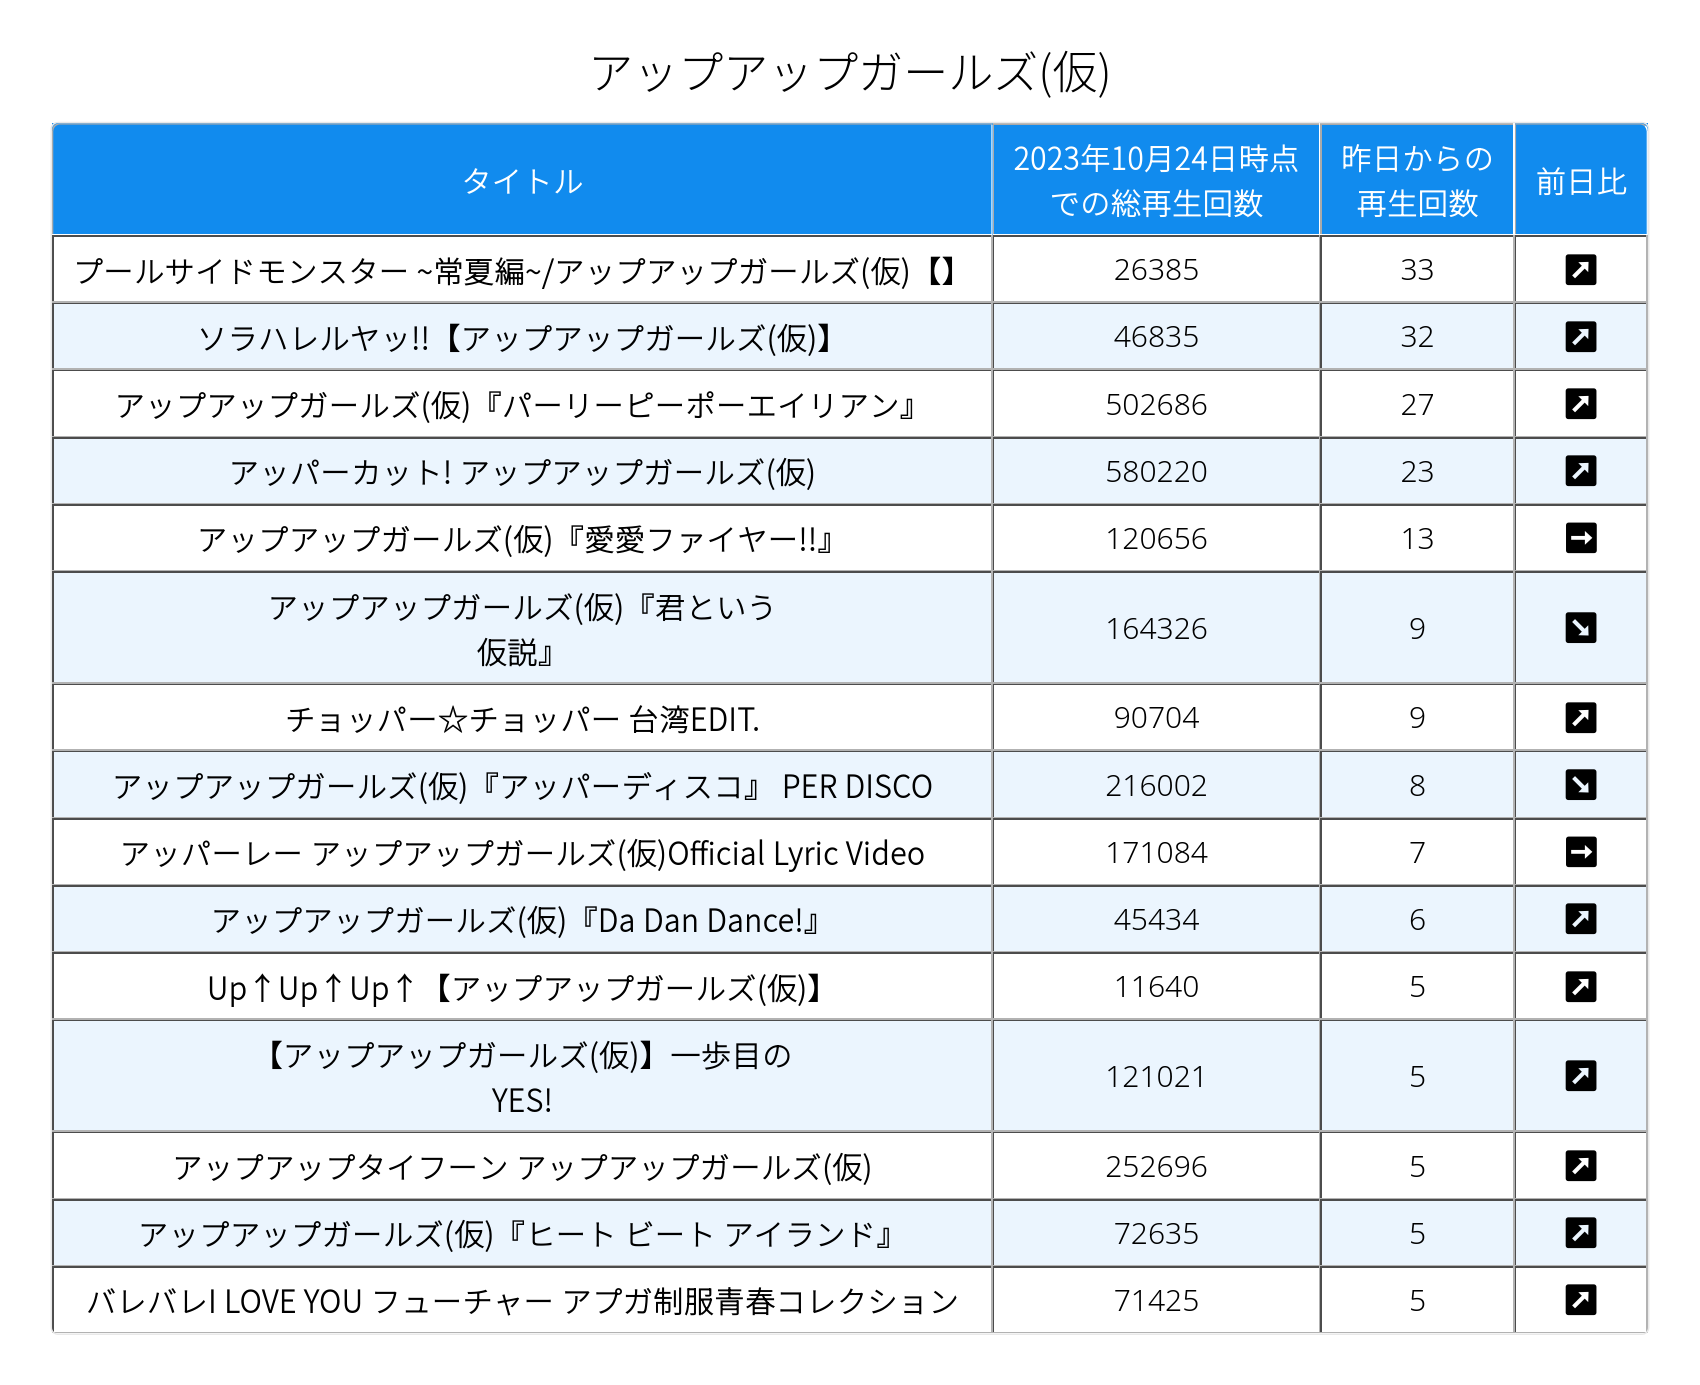 アップアップガールズ(仮)
タイトル
2023年10月24日時点
での総再生回数
昨日からの
再生回数
前日比
プールサイドモンスター ~常夏編~/アップアップガールズ(仮)【】 26385 33 ↗
ソラハレルヤッ!!【アップアップガールズ(仮)】 46835 32 ↗
アップアップガールズ(仮)『パーリーピーポーエイリアン』 502686 27 ↗
アッパーカット! アップアップガールズ(仮) 580220 23 ↗
アップアップガールズ(仮)『愛愛ファイヤー!!』 120656 13 →
アップアップガールズ(仮)『君という
仮説』 164326 9 ↘
チョッパー☆チョッパー 台湾EDIT. 90704 9 ↗
アップアップガールズ(仮)『アッパーディスコ』 PER DISCO 216002 8 ↘
アッパーレー アップアップガールズ(仮)Official Lyric Video 171084 7 →
アップアップガールズ(仮)『Da Dan Dance!』 45434 6 ↗
Up↑Up↑Up↑【アップアップガールズ(仮)】 11640 5 ↗
【アップアップガールズ(仮)】一歩目の
YES! 121021 5 ↗
アップアップタイフーン アップアップガールズ(仮) 252696 5 ↗
アップアップガールズ(仮)『ヒート ビート アイランド』 72635 5 ↗
バレバレI LOVE YOU フューチャー アプガ制服青春コレクション 71425 5 ↗